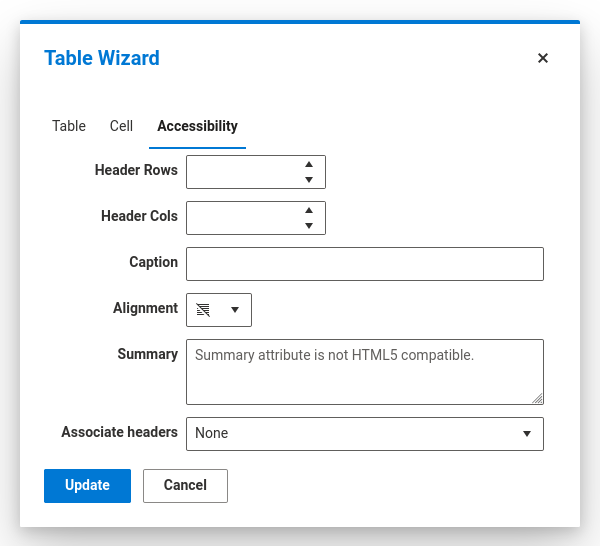 Table Wizard
Table Cell Accessibility
Header Rows
Header Cols
Caption
Alignment
Summary Summary attribute is not HTML5 compatible.
Associate headers None
Update Cancel